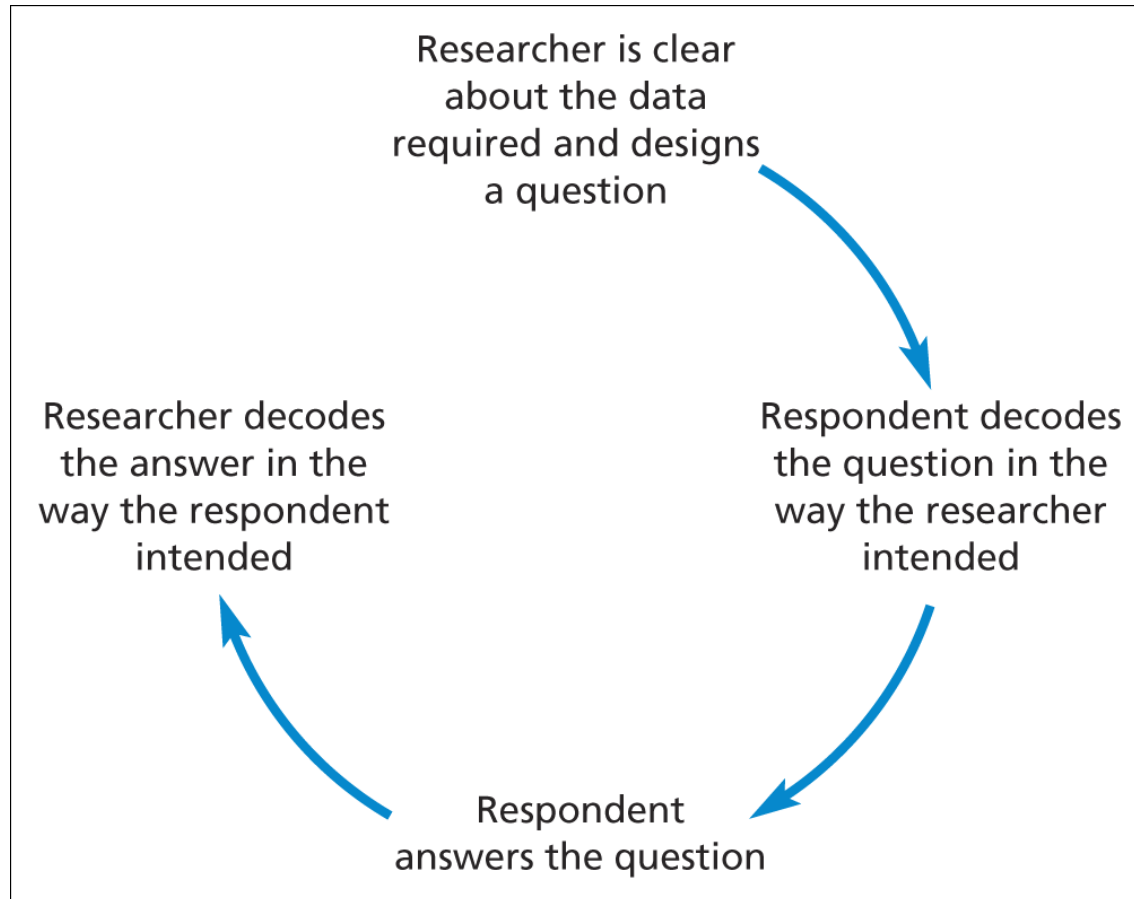 Researcher is clear
about the data
required and designs
a question
Respondent decodes
the question in the
way the researcher
intended
Respondent
answers the question
Researcher decodes
the answer in the
way the respondent
intended